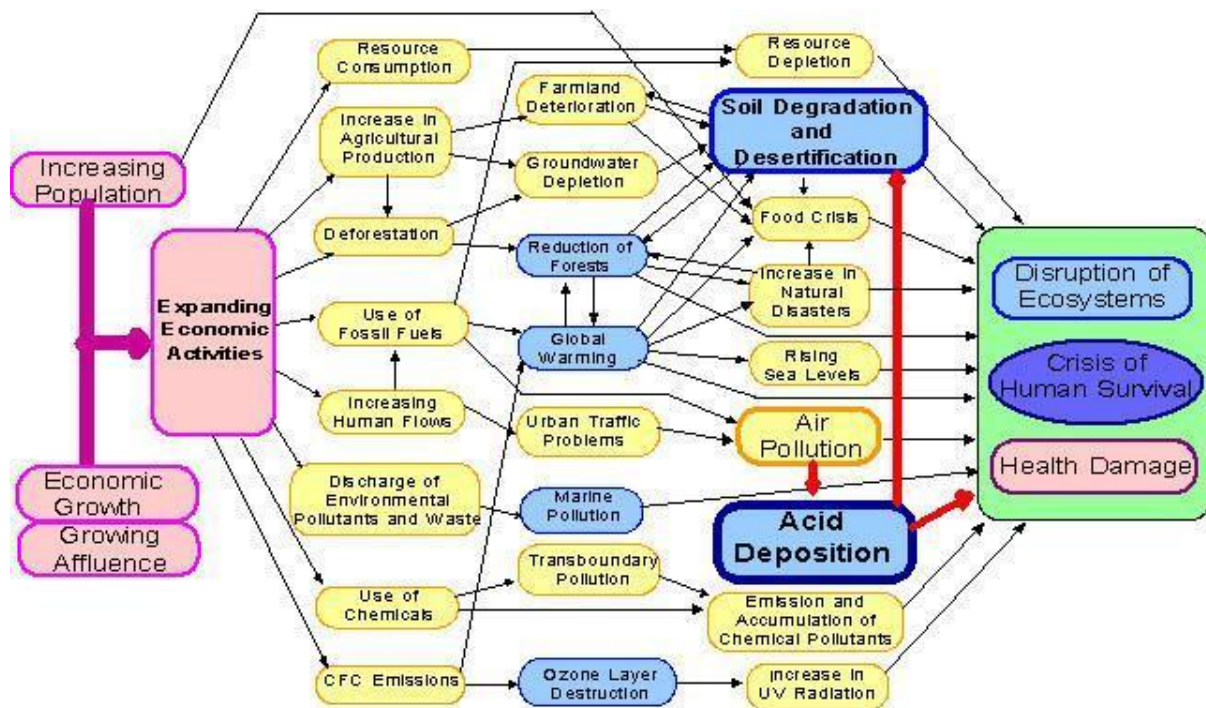 Increasing
Population
Economic
Growth
Growing
Affluence
Expanding
Economic
Activities
Resource
Consumption
Increase In
Agricultural
Production
Deforestation
Use of
Fossil Fuels
Increasing
Human Flows
Discharge of
Environmental
Pollutants and Waste
Use of
Chemicals
CFC Emissions
Farmland
Deterioration
Groundwater
Depletion
Reduction of
Forests
Global
Warming
Urban Traffic
Problems
Marine
Pollution
Transboundary
Pollution
Ozone Layer
Destruction
Resource
Depletion
Soil Degradation
and
Desertification
Food Crisis
Increase In
Natural
Disasters
Rising
Sea Levels
Air
Pollution
Acid
Deposition
Emission and
Accumulation of
Chemical Pollutants
Increase In
UV Radiation
Disruption of
Ecosystems
Crisis of
Human Survival
Health Damage